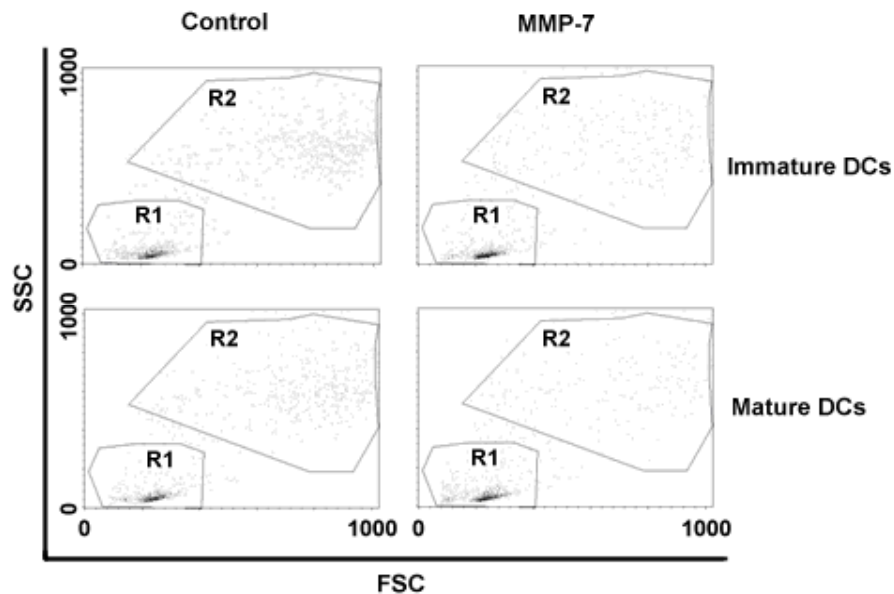 Control MMP-7
1000
R2
R2
Immature DCs
R1
R1
0
SSC
1000
R2
R2
Mature DCs
R1
R1
0
0 1000 0 1000
FSC